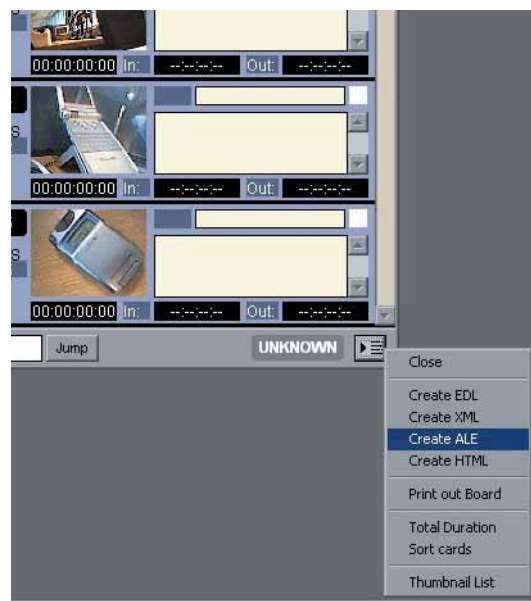 00:00:00:00 In: --:--:--:-- Out: --:--:--:--
S
00:00:00:00 In: --:--:--:-- Out: --:--:--:--
S
00:00:00:00 In: --:--:--:-- Out: --:--:--:--
Jump UNKNOWN
Close
Create EDL
Create XML
Create ALE
Create HTML
Print out Board
Total Duration
Sort cards
Thumbnail List